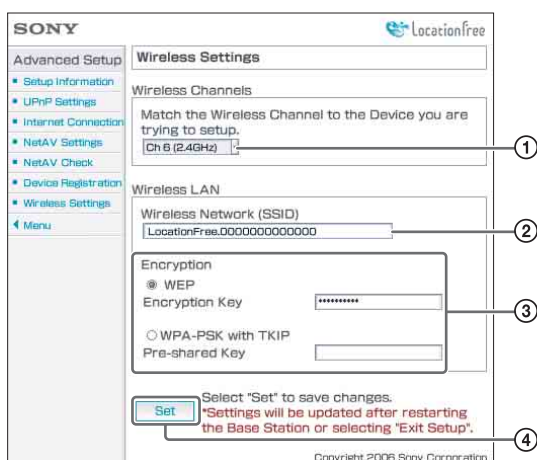 SONY
LocationFree
Advanced Setup
Setup Information
UPnP Settings
Internet Connection
NetAV Settings
NetAV Check
Device Registration
Wireless Settings
Menu
Wireless Settings
Wireless Channels
Match the Wireless Channel to the Device you are
trying to setup.
Ch 6 (2.4GHz)
1
Wireless LAN
Wireless Network (SSID)
LocationFree.0000000000000
2
Encryption
WEP
Encryption Key
**********
3
WPA-PSK with TKIP
Pre-shared Key
Set
Select "Set" to save changes.
*Settings will be updated after restarting
the Base Station or selecting "Exit Setup".
4
Copyright 2006 Sony Corporation